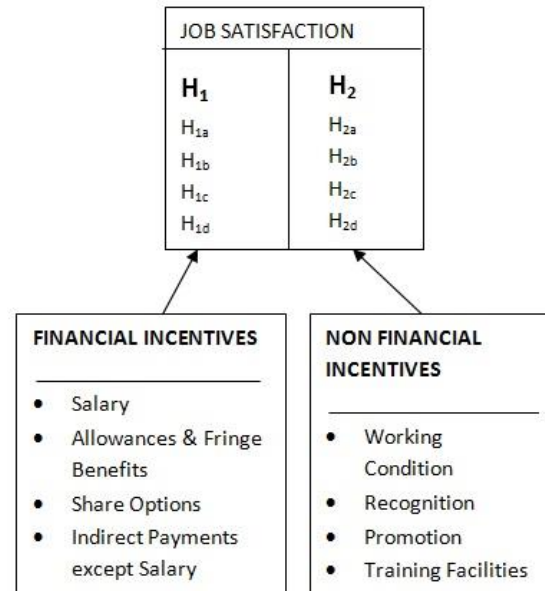 JOB SATISFACTION
H₁
H₁ₐ
H₁b
H₁c
H₁d
H₂
H₂ₐ
H₂b
H₂c
H₂d
FINANCIAL INCENTIVES
• Salary
• Allowances & Fringe
Benefits
• Share Options
• Indirect Payments
except Salary
NON FINANCIAL
INCENTIVES
• Working
Condition
• Recognition
• Promotion
• Training Facilities